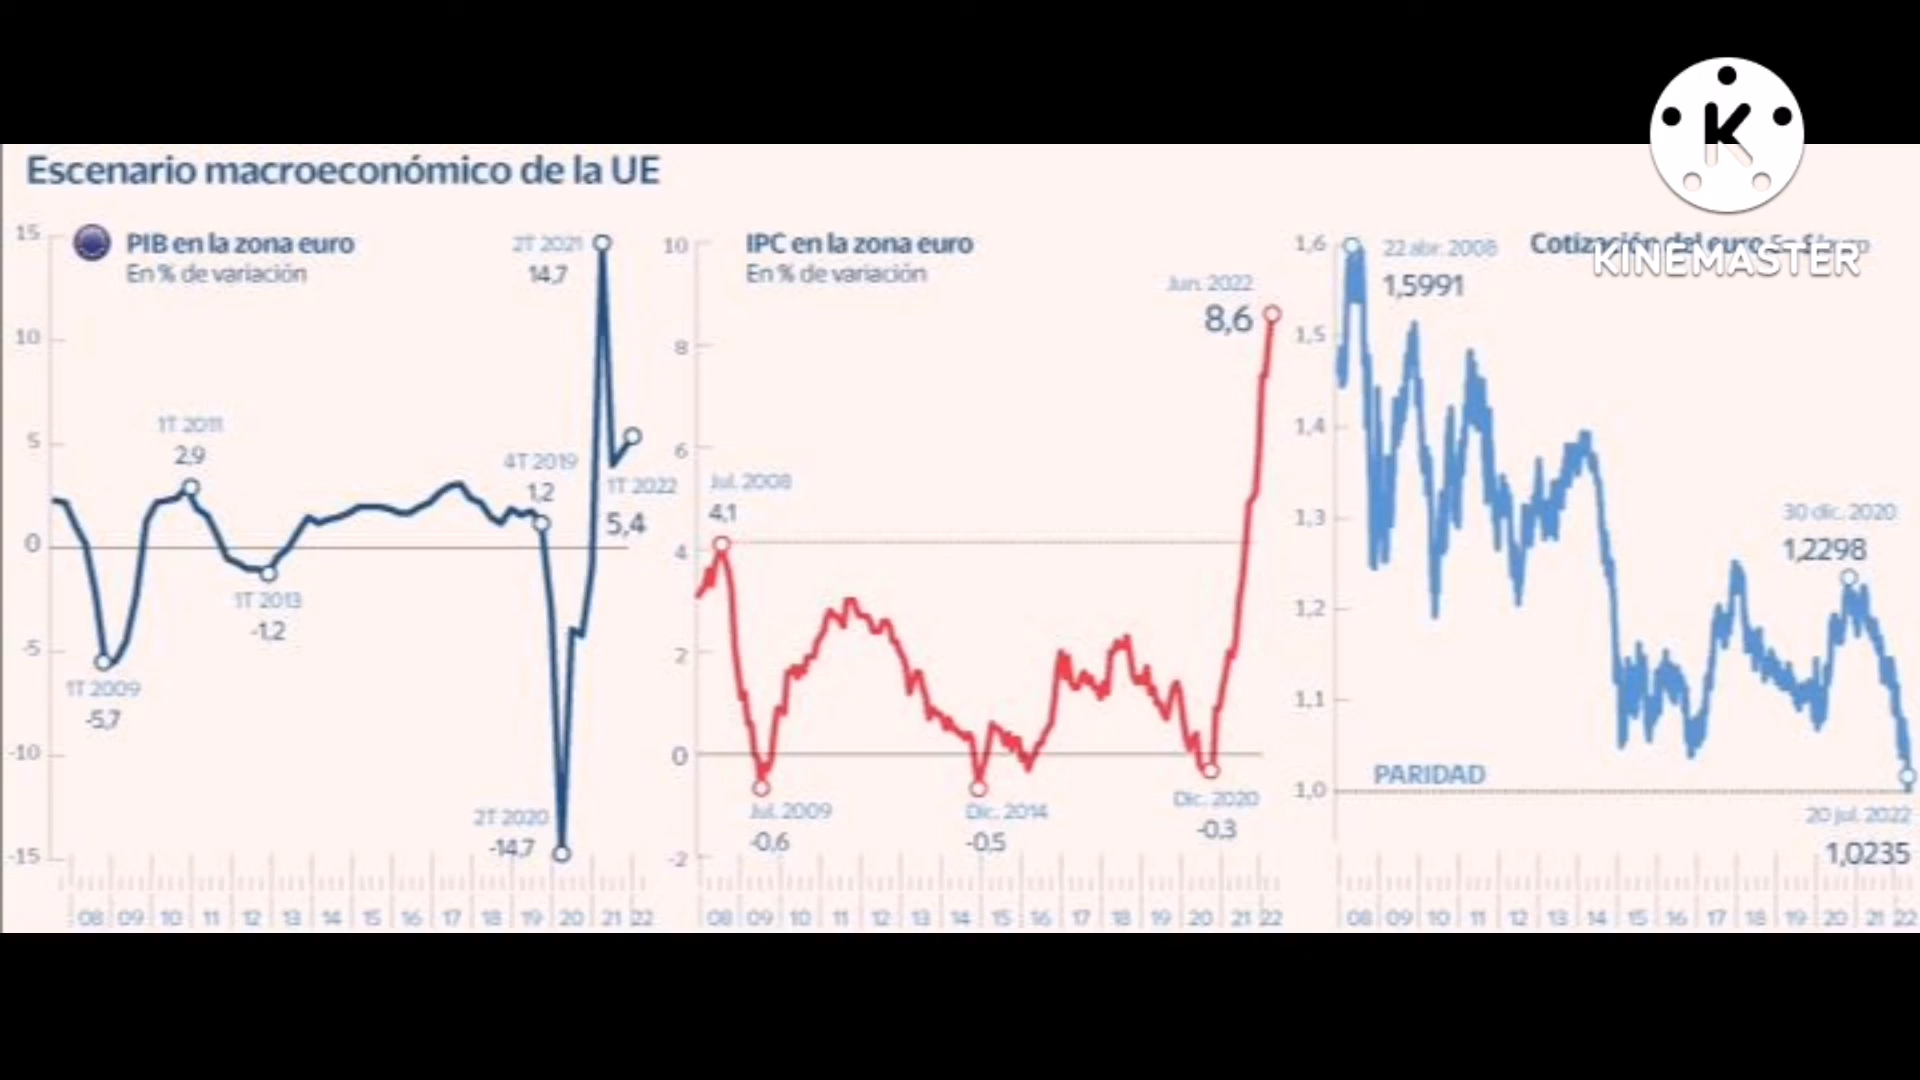 Escenario macroeconómico de la UE
PIB en la zona euro
En % de variación
15
10
5
0
-5
-10
-15
1T 2009
-5,7
1T 2011
2,9
1T 2013
-1,2
4T 2019
1,2
2T 2020
-14,7
2T 2021
14,7
1T 2022
5,4
08 09 10 11 12 13 14 15 16 17 18 19 20 21 22
IPC en la zona euro
En % de variación
10
8
6
4
2
0
-2
Jul. 2008
4,1
Jul. 2009
-0,6
Dic. 2014
-0,5
Dic. 2020
-0,3
Jun. 2022
8,6
08 09 10 11 12 13 14 15 16 17 18 19 20 21 22
K
KINEMASTER
Cotización del euro
1,6
1,5
1,4
1,3
1,2
1,1
1,0
22 abr. 2008
1,5991
30 dic. 2020
1,2298
PARIDAD
20 jul. 2022
1,0235
08 09 10 11 12 13 14 15 16 17 18 19 20 21 22